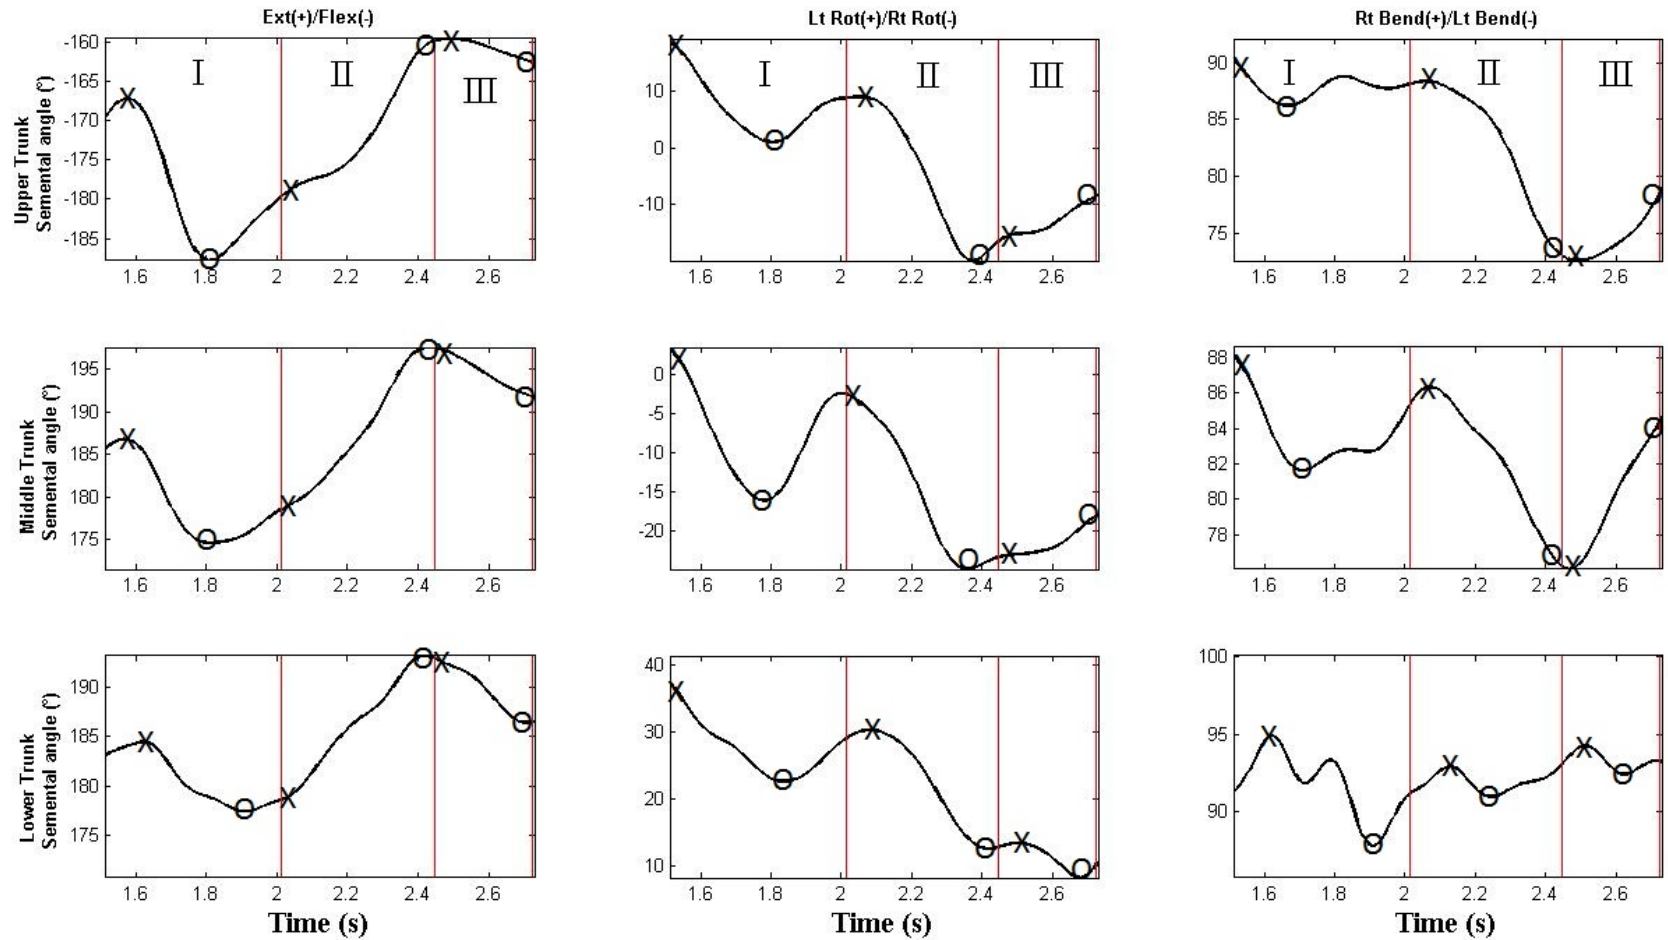 Ext(+)/Flex(-)
Lt Rot(+)/Rt Rot(-)
Rt Bend(+)/Lt Bend(-)
Upper Trunk
Semental angle (°)
-160
-165
-170
-175
-180
-185
I
II
III
X
O
X
O
X
O
1.6
1.8
2
2.2
2.4
2.6
10
0
-10
I
II
III
X
O
X
O
X
O
1.6
1.8
2
2.2
2.4
2.6
90
85
80
75
I
II
III
X
O
X
O
X
O
1.6
1.8
2
2.2
2.4
2.6
Middle Trunk
Semental angle (°)
195
190
185
180
175
X
O
X
O
X
O
1.6
1.8
2
2.2
2.4
2.6
0
-5
-10
-15
-20
X
O
X
O
X
O
1.6
1.8
2
2.2
2.4
2.6
88
86
84
82
80
78
X
O
X
O
X
O
1.6
1.8
2
2.2
2.4
2.6
Lower Trunk
Semental angle (°)
190
185
180
175
X
O
X
O
X
O
1.6
1.8
2
2.2
2.4
2.6
Time (s)
40
30
20
10
X
O
X
O
X
O
1.6
1.8
2
2.2
2.4
2.6
Time (s)
100
95
90
X
O
X
O
X
O
1.6
1.8
2
2.2
2.4
2.6
Time (s)